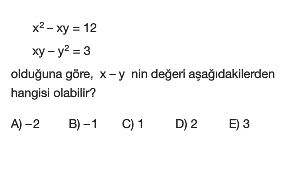 x² – xy = 12
xy – y² = 3
olduğuna göre, x – y nin değeri aşağıdakilerden
hangisi olabilir?
A) –2 B) –1 C) 1 D) 2 E) 3